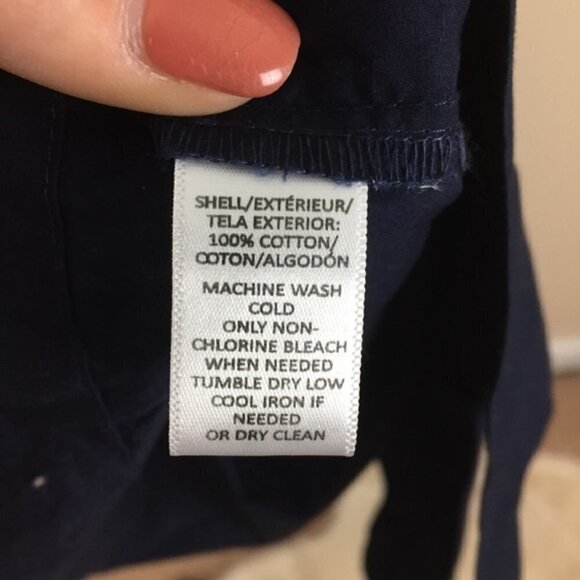 SHELL/EXTÉRIEUR/
TELA EXTERIOR:
100% COTTON/
COTON/ALGODÓN
MACHINE WASH
COLD
ONLY NON-
CHLORINE BLEACH
WHEN NEEDED
TUMBLE DRY LOW
COOL IRON IF
NEEDED
OR DRY CLEAN